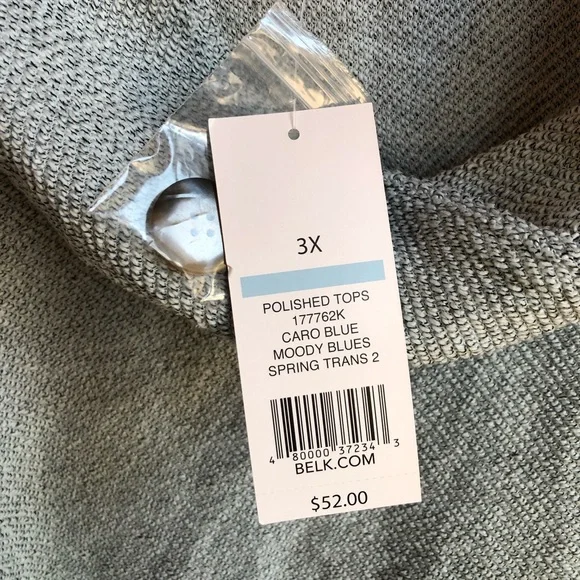 3X
POLISHED TOPS
177762K
CARO BLUE
MOODY BLUES
SPRING TRANS 2
4 80000 37234 3
BELK.COM
$52.00